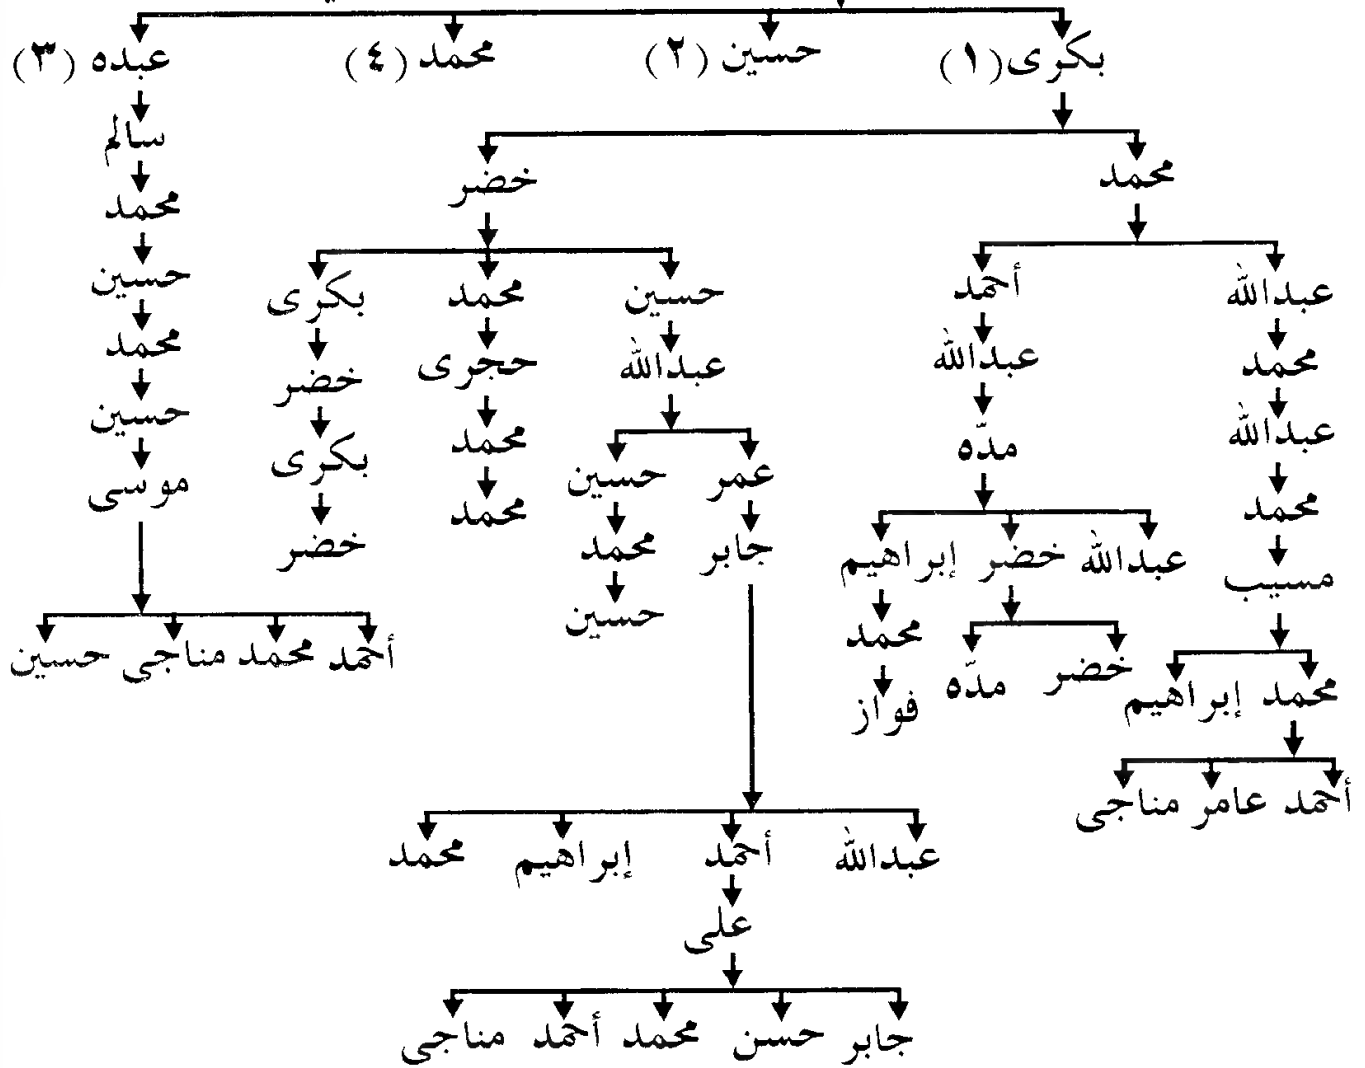 بكرى (١) حسين (٢) محمد (٤) عبده (٣)
سالم
محمد خضر
محمد
عبدالله أحمد حسين محمد بكرى حسين
محمد عبدالله عبدالله حجرى خضر محمد
عبدالله مدّه محمد بكرى حسين
عمر حسين موسى
محمد محمد خضر
عبدالله خضر إبراهيم جابر محمد
مسيب حسين
محمد
خضر مدّه أحمد محمد مناجى حسين
محمد إبراهيم فواز
أحمد عامر مناجى
عبدالله أحمد إبراهيم محمد
على
جابر حسن محمد أحمد مناجى